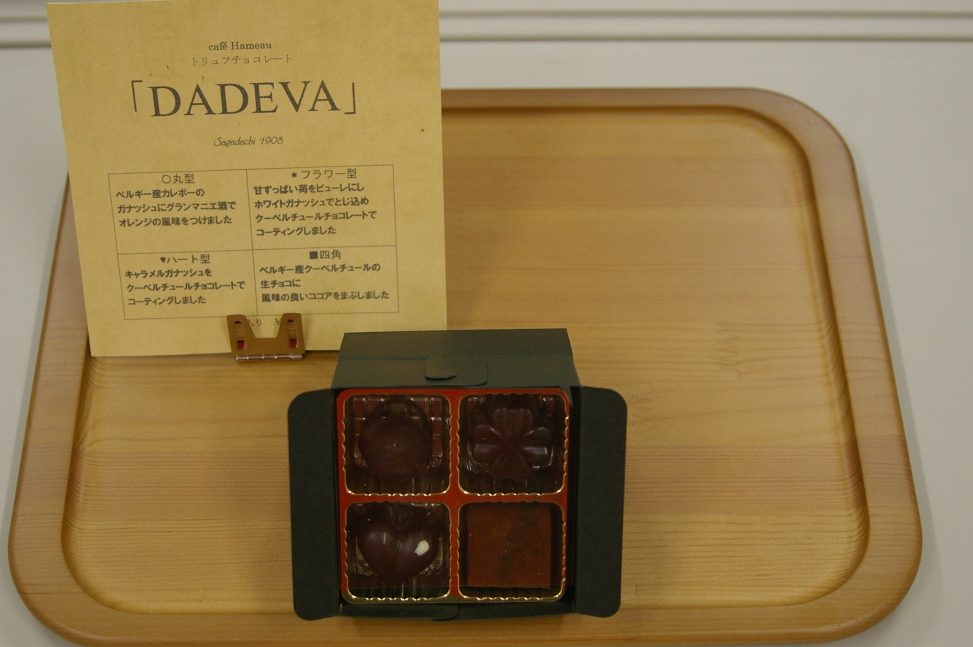 café Hameau
トリュフチョコレート
「DADEVA」
Sagadachi 1908
○丸型
ベルギー産カレボーの
ガナッシュにグランマニエ酒で
オレンジの風味をつけました
＊フラワー型
甘ずっぱい苺をピューレにし
ホワイトガナッシュでとじ込め
クーベルチュールチョコレートで
コーティングしました
♥ハート型
キャラメルガナッシュを
クーベルチュールチョコレートで
コーティングしました
■四角
ベルギー産クーベルチュールの
生チョコに
風味の良いココアをまぶしました